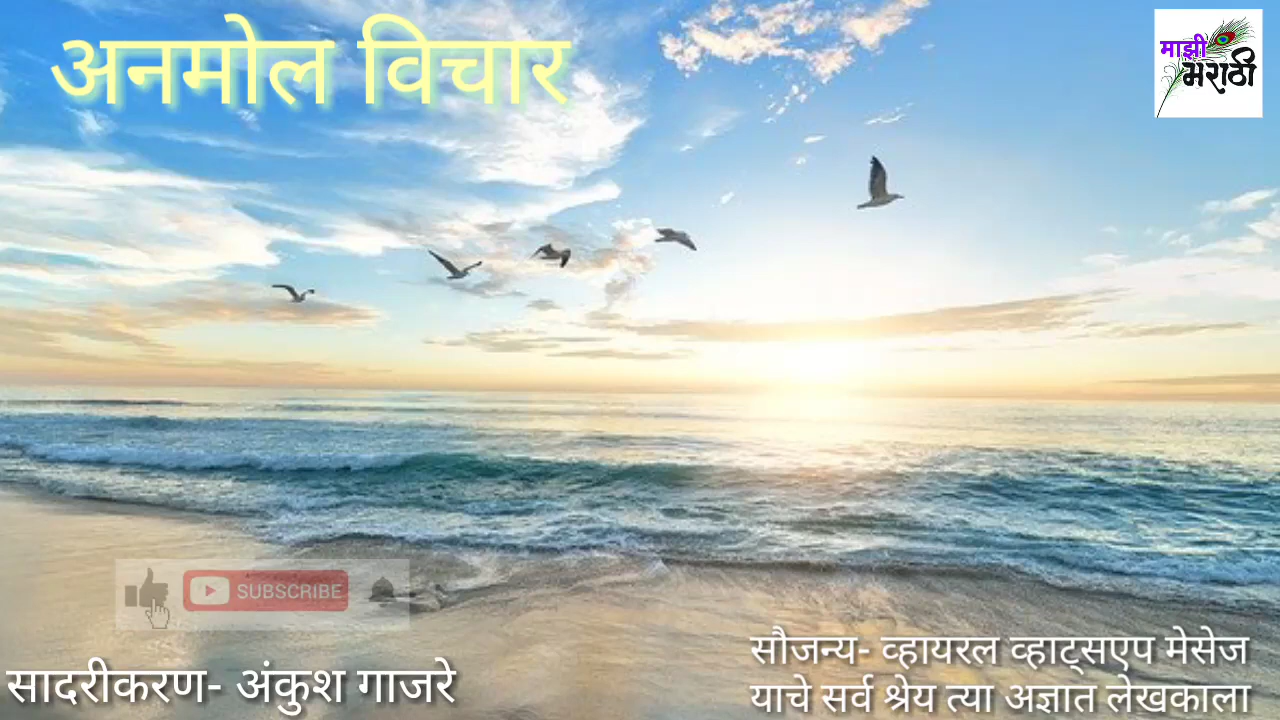 अनमोल विचार
माझी
मराठी
SUBSCRIBE
सादरीकरण- अंकुश गाजरे
सौजन्य- व्हायरल व्हाट्सएप मेसेज
याचे सर्व श्रेय त्या अज्ञात लेखकाला